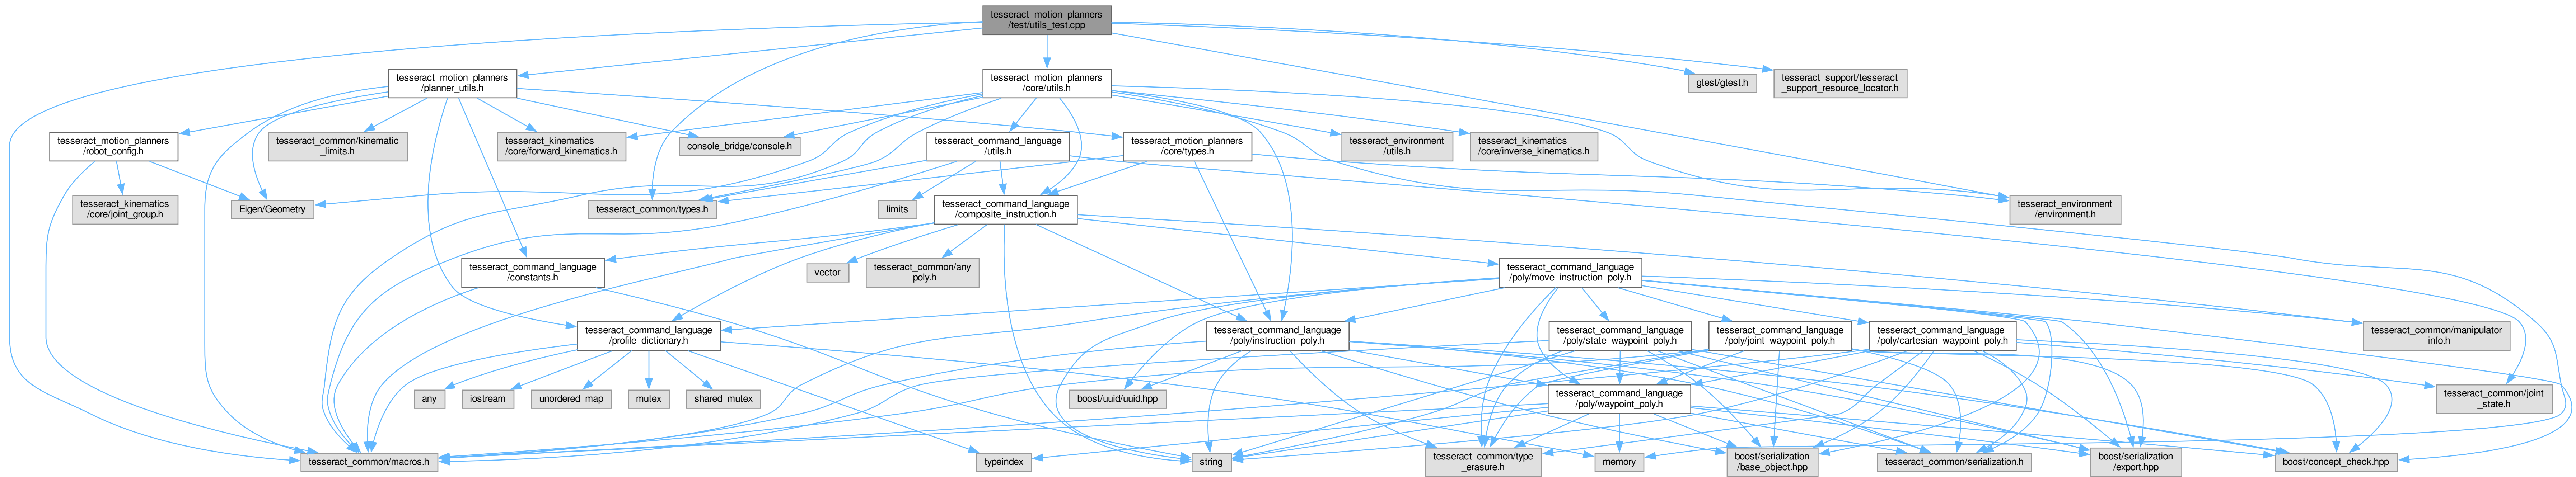 tesseract_motion_planners
/test/utils_test.cpp
tesseract_motion_planners
/planner_utils.h
tesseract_motion_planners
/core/utils.h
gtest/gtest.h
tesseract_support/tesseract
_support_resource_locator.h
tesseract_motion_planners
/robot_config.h
tesseract_common/kinematic
_limits.h
tesseract_kinematics
/core/forward_kinematics.h
console_bridge/console.h
tesseract_command_language
/utils.h
tesseract_motion_planners
/core/types.h
tesseract_environment
/utils.h
tesseract_kinematics
/core/inverse_kinematics.h
tesseract_kinematics
/core/joint_group.h
Eigen/Geometry
tesseract_common/types.h
limits
tesseract_command_language
/composite_instruction.h
tesseract_environment
/environment.h
tesseract_command_language
/constants.h
vector
tesseract_common/any
_poly.h
tesseract_command_language
/poly/move_instruction_poly.h
tesseract_command_language
/profile_dictionary.h
tesseract_command_language
/poly/instruction_poly.h
tesseract_command_language
/poly/state_waypoint_poly.h
tesseract_command_language
/poly/joint_waypoint_poly.h
tesseract_command_language
/poly/cartesian_waypoint_poly.h
tesseract_common/manipulator
_info.h
any
iostream
unordered_map
mutex
shared_mutex
boost/uuid/uuid.hpp
tesseract_command_language
/poly/waypoint_poly.h
tesseract_common/joint
_state.h
tesseract_common/macros.h
typeindex
string
tesseract_common/type
_erasure.h
memory
boost/serialization
/base_object.hpp
tesseract_common/serialization.h
boost/serialization
/export.hpp
boost/concept_check.hpp